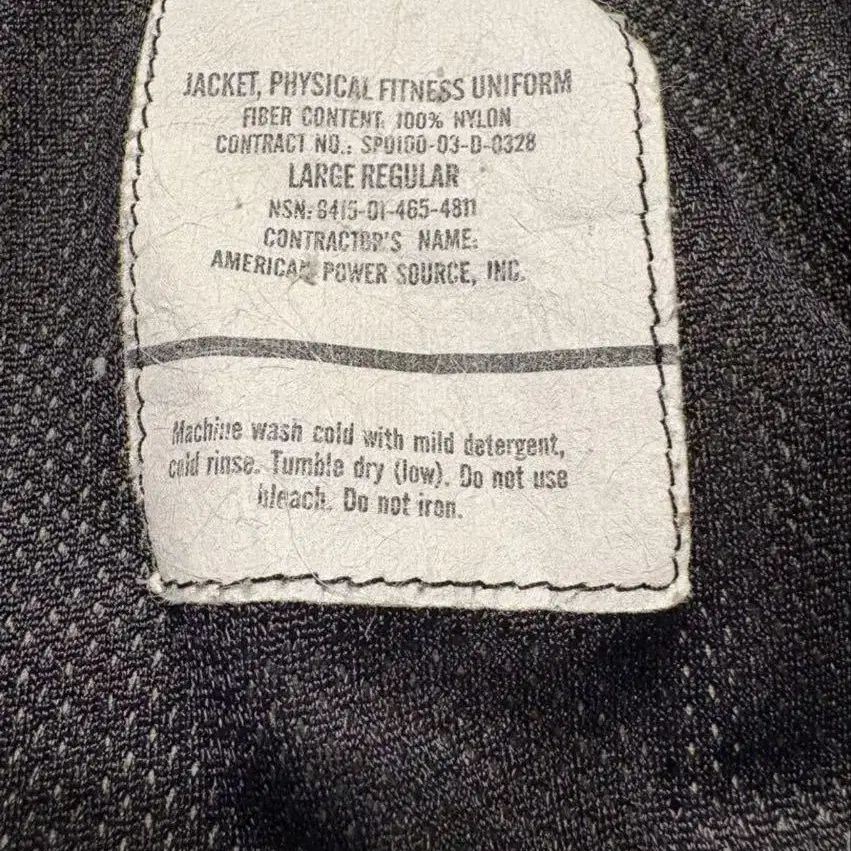 JACKET, PHYSICAL FITNESS UNIFORM
FIBER CONTENT: 100% NYLON
CONTRACT NO.: SPO100-03-D-0328
LARGE REGULAR
NSN: 8415-01-465-4811
CONTRACTOR'S NAME:
AMERICAN POWER SOURCE, INC.
Machine wash cold with mild detergent,
cold rinse. Tumble dry (low). Do not use
bleach. Do not iron.